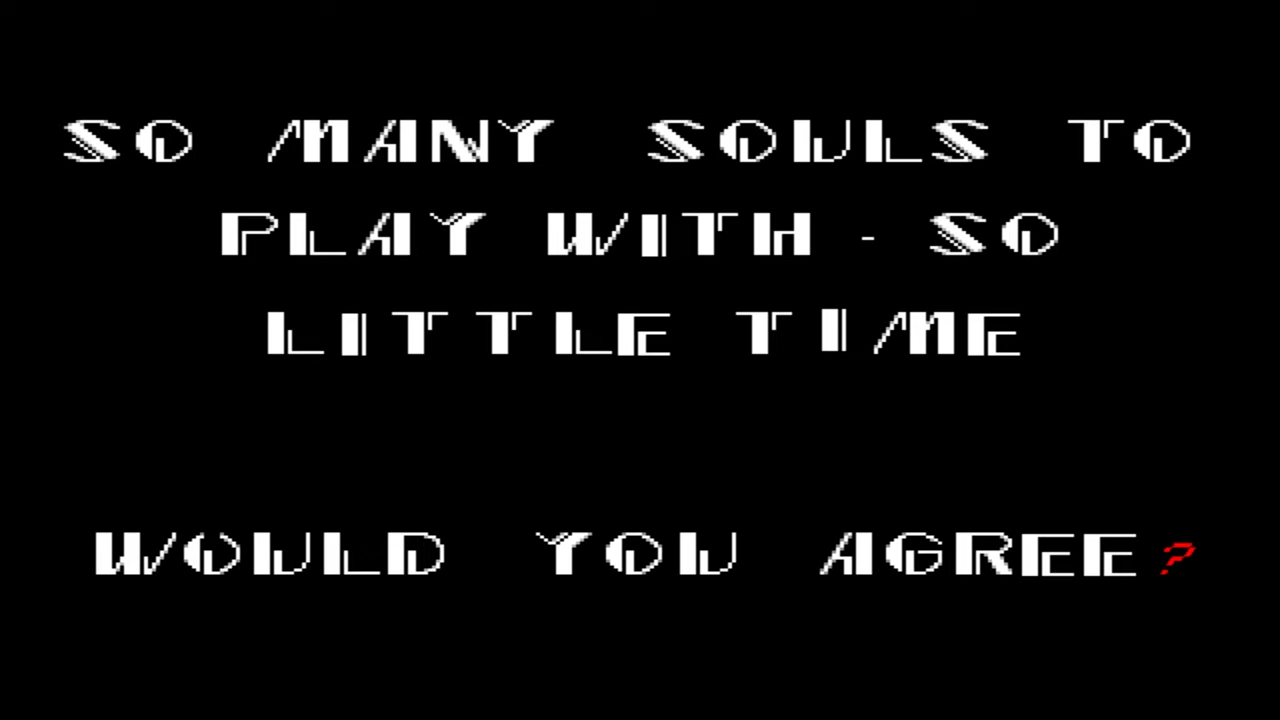 SO MANY SOULS TO
PLAY WITH - SO
LITTLE TIME
WOULD YOU AGREE?